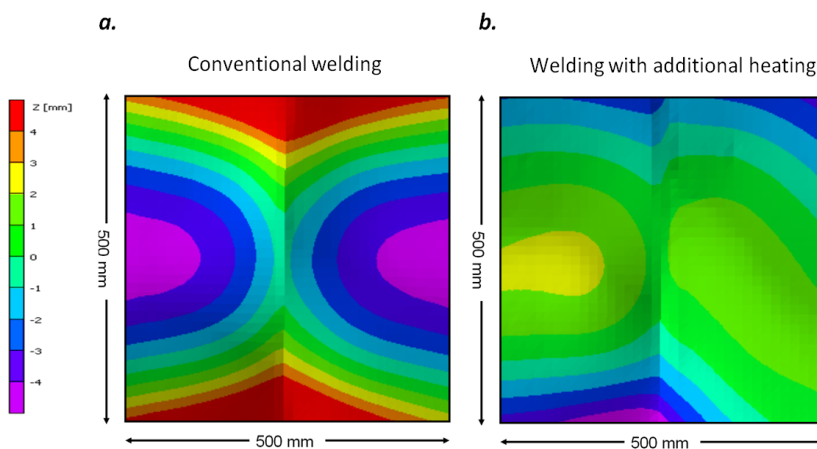 a.
b.
Conventional welding
Welding with additional heating
Z [mm]
4
3
2
1
0
-1
-2
-3
-4
500 mm
500 mm
500 mm
500 mm